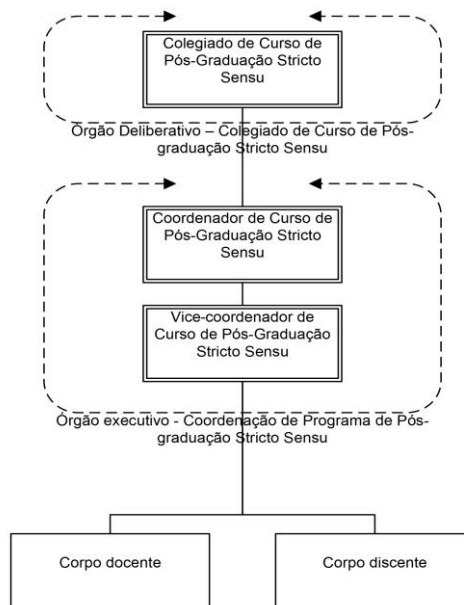 Colegiado de Curso de
Pós-Graduação Stricto
Sensu
Órgão Deliberativo – Colegiado de Curso de Pós-
graduação Stricto Sensu
Coordenador de Curso de
Pós-Graduação Stricto
Sensu
Vice-coordenador de
Curso de Pós-Graduação
Stricto Sensu
Órgão executivo - Coordenação de Programa de Pós-
graduação Stricto Sensu
Corpo docente
Corpo discente